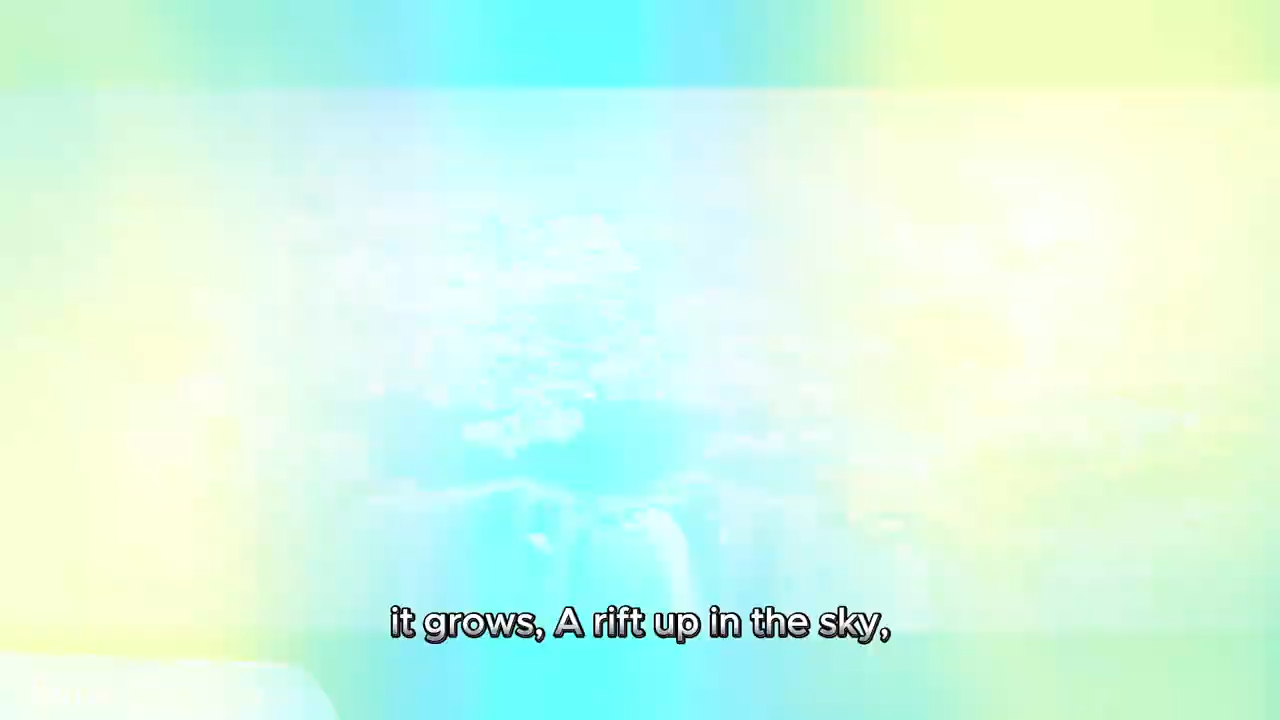 it grows, A rift up in the sky,